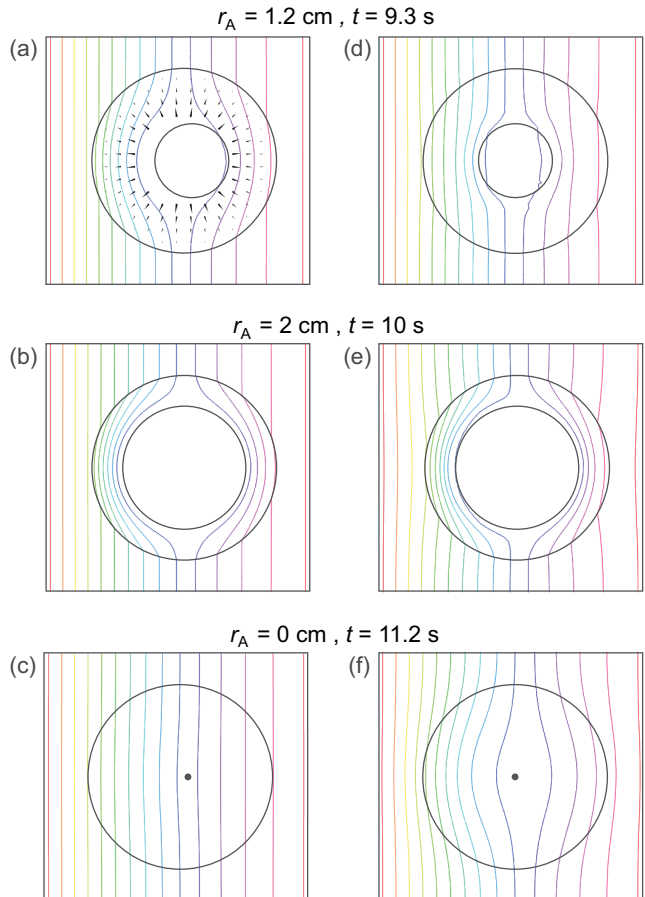 r_A = 1.2 cm , t = 9.3 s
(a)
(d)
r_A = 2 cm , t = 10 s
(b)
(e)
r_A = 0 cm , t = 11.2 s
(c)
(f)